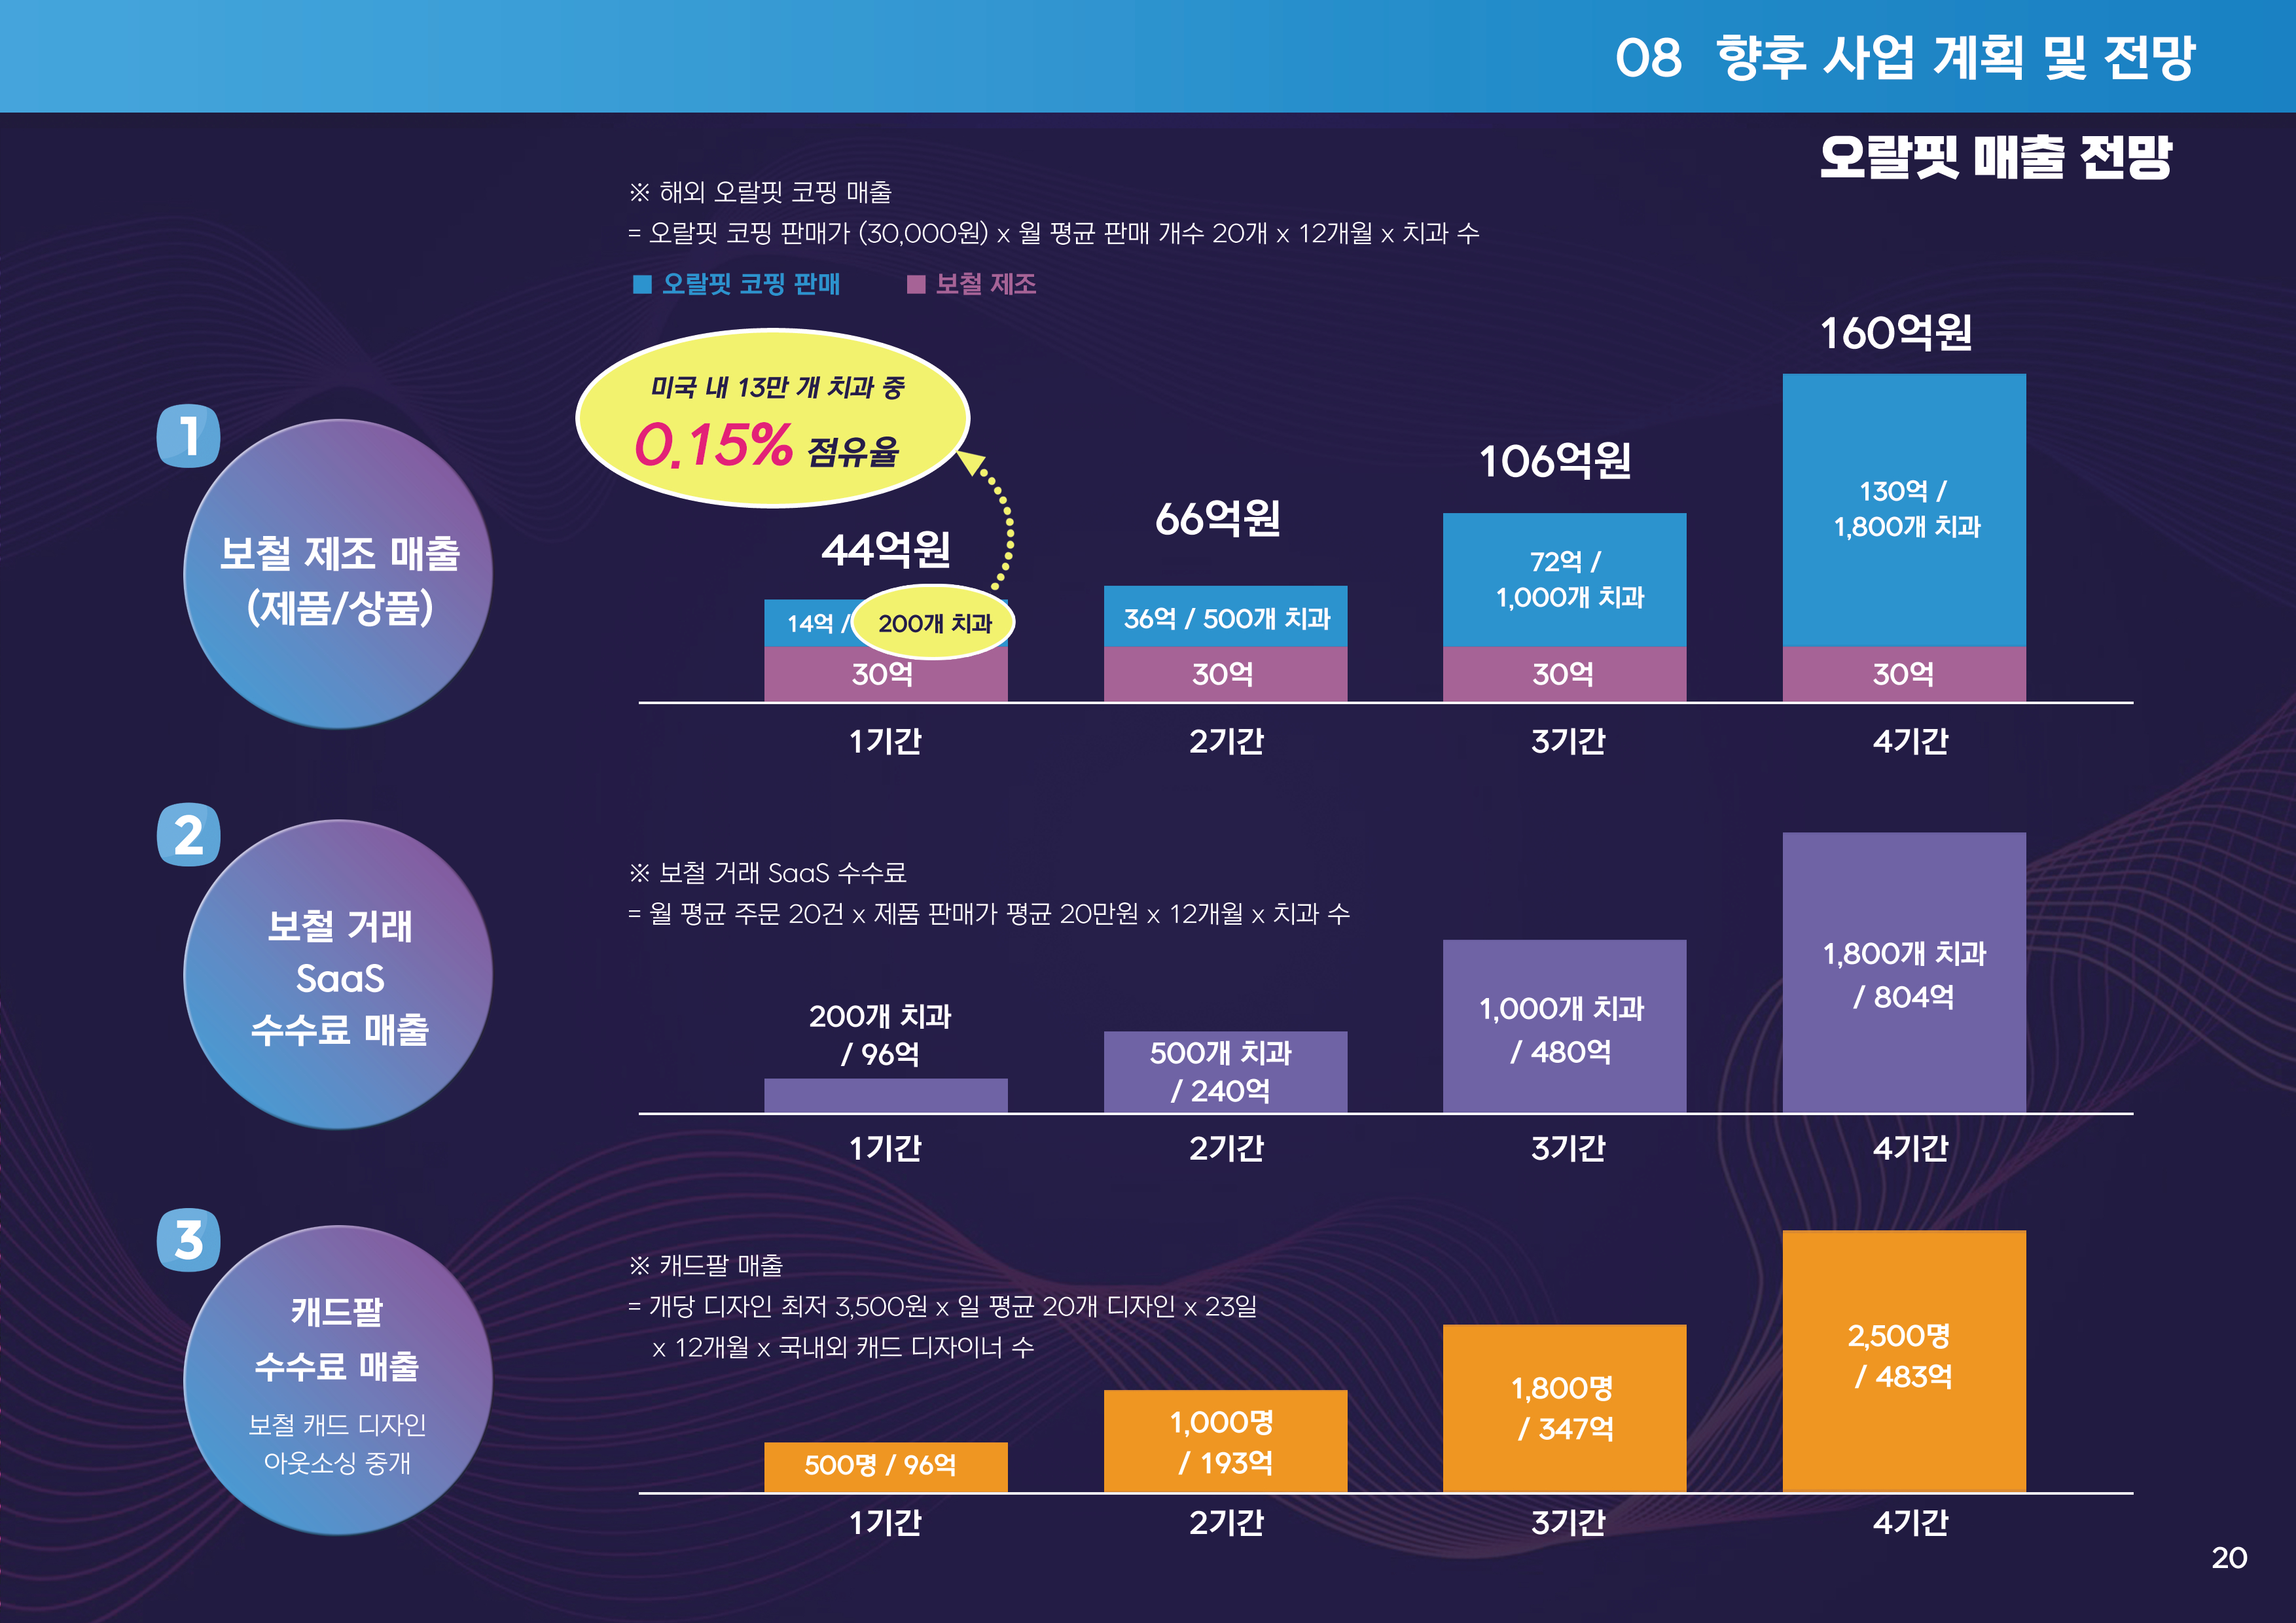 08 향후 사업 계획 및 전망
오랄핏 매출 전망
※ 해외 오랄핏 코핑 매출
= 오랄핏 코핑 판매가 (30,000원) x 월 평균 판매 개수 20개 x 12개월 x 치과 수
■ 오랄핏 코핑 판매 ■ 보철 제조
1
보철 제조 매출
(제품/상품)
미국 내 13만 개 치과 중
0.15% 점유율
44억원
14억 / 200개 치과
30억
1기간
66억원
36억 / 500개 치과
30억
2기간
106억원
72억 /
1,000개 치과
30억
3기간
160억원
130억 /
1,800개 치과
30억
4기간
2
보철 거래
SaaS
수수료 매출
※ 보철 거래 SaaS 수수료
= 월 평균 주문 20건 x 제품 판매가 평균 20만원 x 12개월 x 치과 수
200개 치과
/ 96억
1기간
500개 치과
/ 240억
2기간
1,000개 치과
/ 480억
3기간
1,800개 치과
/ 804억
4기간
3
캐드팔
수수료 매출
보철 캐드 디자인
아웃소싱 중개
※ 캐드팔 매출
= 개당 디자인 최저 3,500원 x 일 평균 20개 디자인 x 23일
x 12개월 x 국내외 캐드 디자이너 수
500명 / 96억
1기간
1,000명
/ 193억
2기간
1,800명
/ 347억
3기간
2,500명
/ 483억
4기간
20